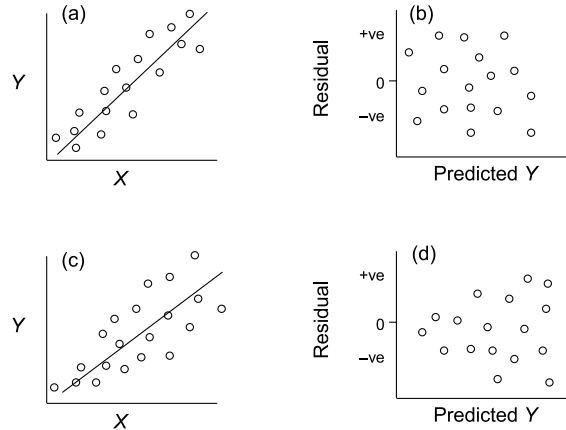 (a)
Y
X
(b)
+ve
0
–ve
Residual
Predicted Y
(c)
Y
X
(d)
+ve
0
–ve
Residual
Predicted Y